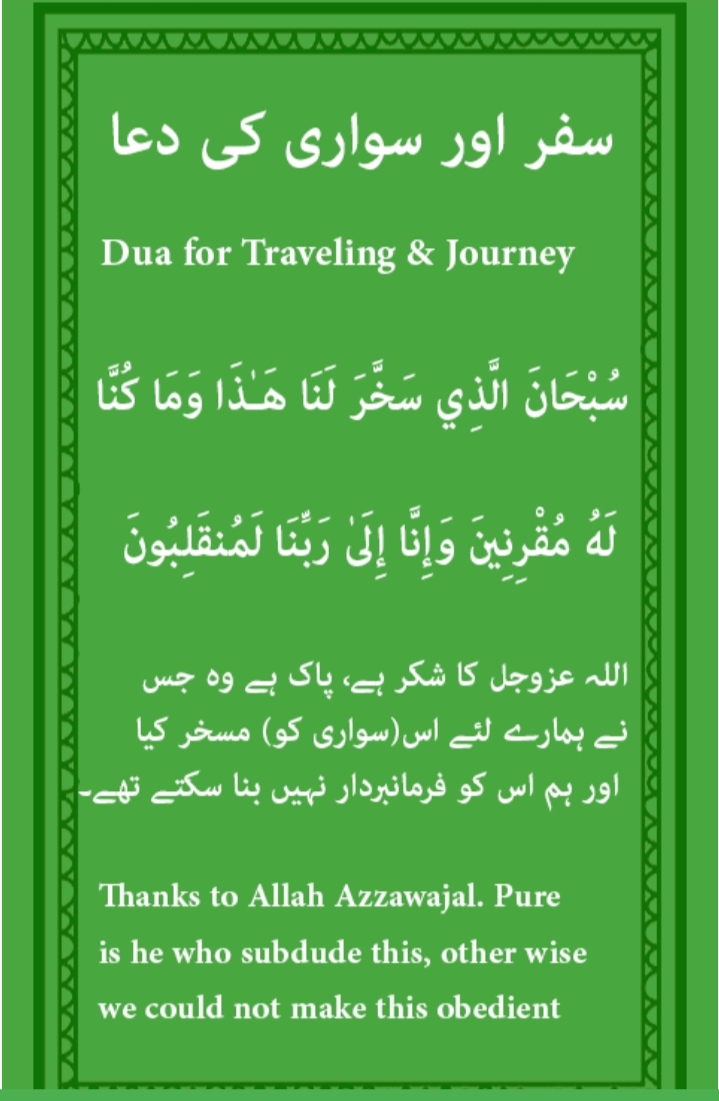 سفر اور سواری کی دعا
Dua for Traveling & Journey
سُبْحَانَ الَّذِي سَخَّرَ لَنَا هَـٰذَا وَمَا كُنَّا
لَهُ مُقْرِنِينَ وَإِنَّا إِلَىٰ رَبِّنَا لَمُنقَلِبُونَ
اللہ عزوجل کا شکر ہے، پاک ہے وہ جس
نے ہمارے لئے اس(سواری کو) مسخر کیا
اور ہم اس کو فرمانبردار نہیں بنا سکتے تھے۔
Thanks to Allah Azzawajal. Pure
is he who subdude this, other wise
we could not make this obedient